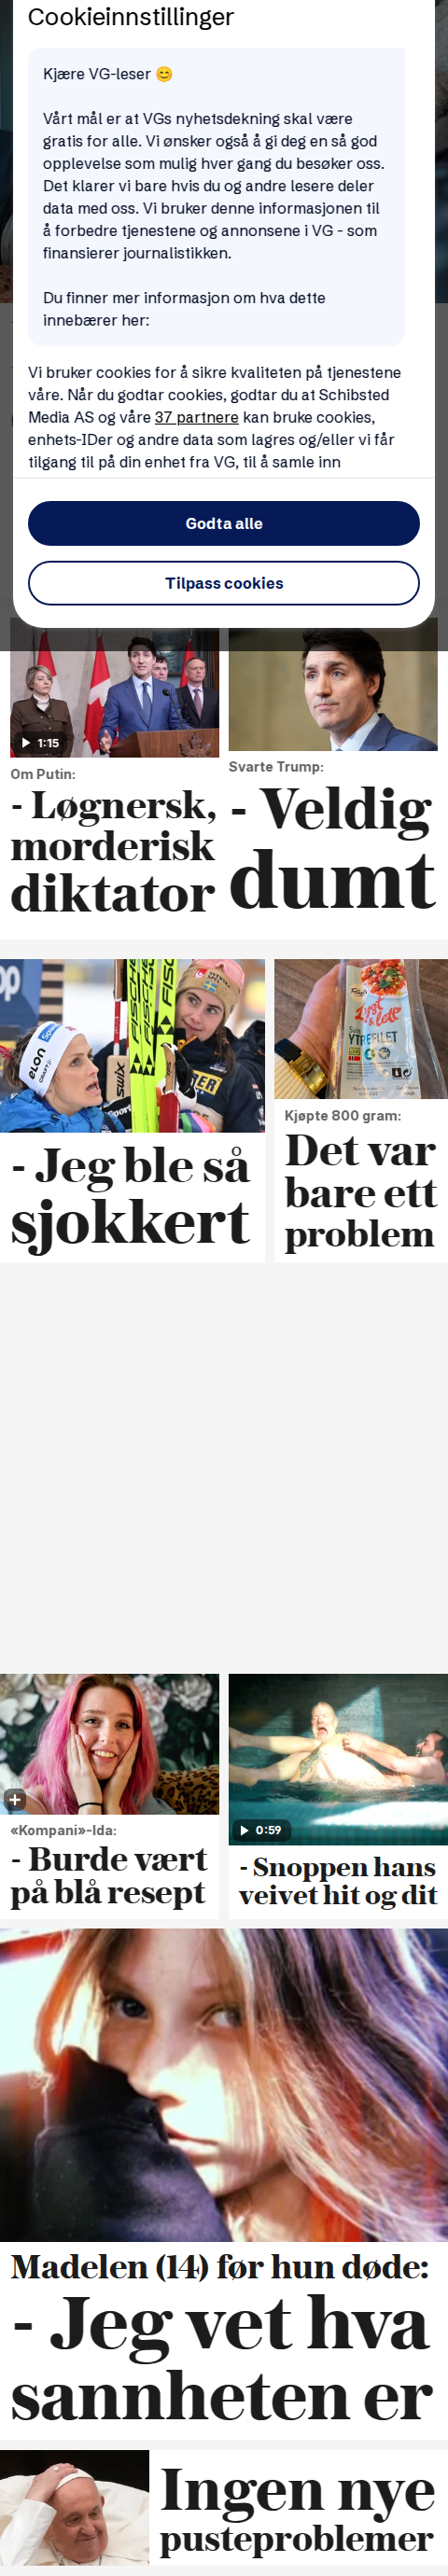 Cookieinnstillinger
Kjære VG-leser 😊
Vårt mål er at VGs nyhetsdekning skal være
gratis for alle. Vi ønsker også å gi deg en så god
opplevelse som mulig hver gang du besøker oss.
Det klarer vi bare hvis du og andre lesere deler
data med oss. Vi bruker denne informasjonen til
å forbedre tjenestene og annonsene i VG - som
finansierer journalistikken.
Du finner mer informasjon om hva dette
innebærer her:
Vi bruker cookies for å sikre kvaliteten på tjenestene
våre. Når du godtar cookies, godtar du at Schibsted
Media AS og våre 37 partnere kan bruke cookies,
enhets-IDer og andre data som lagres og/eller vi får
tilgang til på din enhet fra VG, til å samle inn
Godta alle
Tilpass cookies
1:15
Om Putin:
- Løgnersk,
morderisk
diktator
Svarte Trump:
- Veldig
dumt
elon
SWIX
- Jeg ble så
sjokkert
YTREFILET
Kjøpte 800 gram:
Det var
bare ett
problem
«Kompani»-Ida:
- Burde vært
på blå resept
0:59
- Snoppen hans
veivet hit og dit
Madelen (14) før hun døde:
- Jeg vet hva
sannheten er
Ingen nye
pusteproblemer